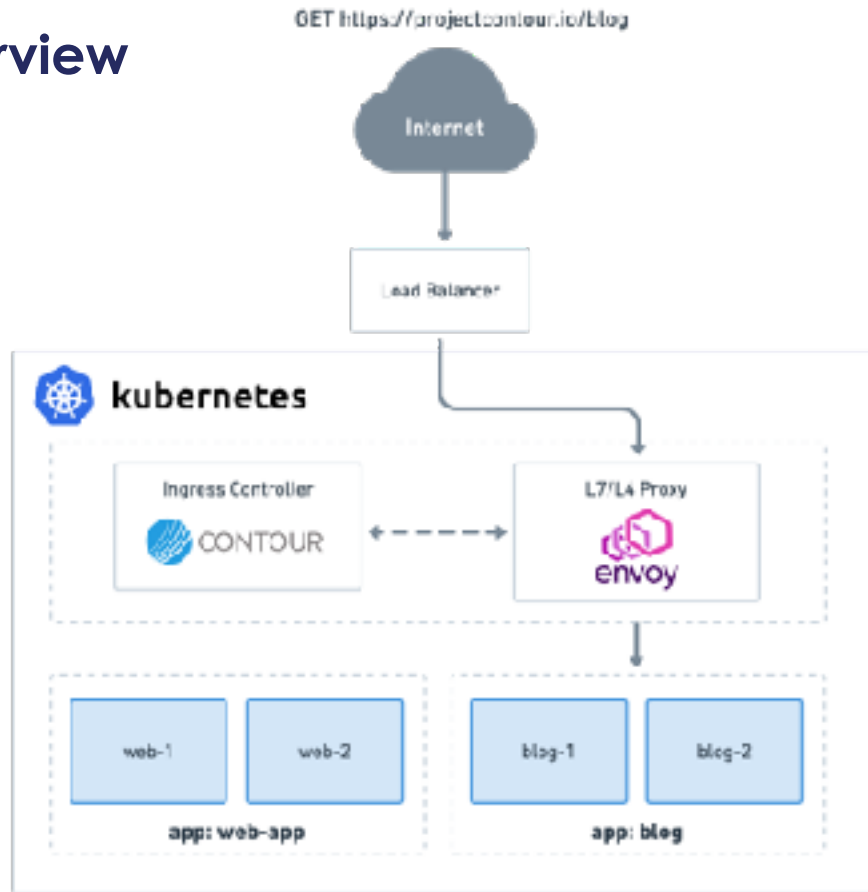 GET https://projectcontour.io/blog
rview
Internet
Load Balancer
kubernetes
Ingress Controller
CONTOUR
L7/L4 Proxy
envoy
web-1
web-2
blog-1
blog-2
app: web-app
app: blog